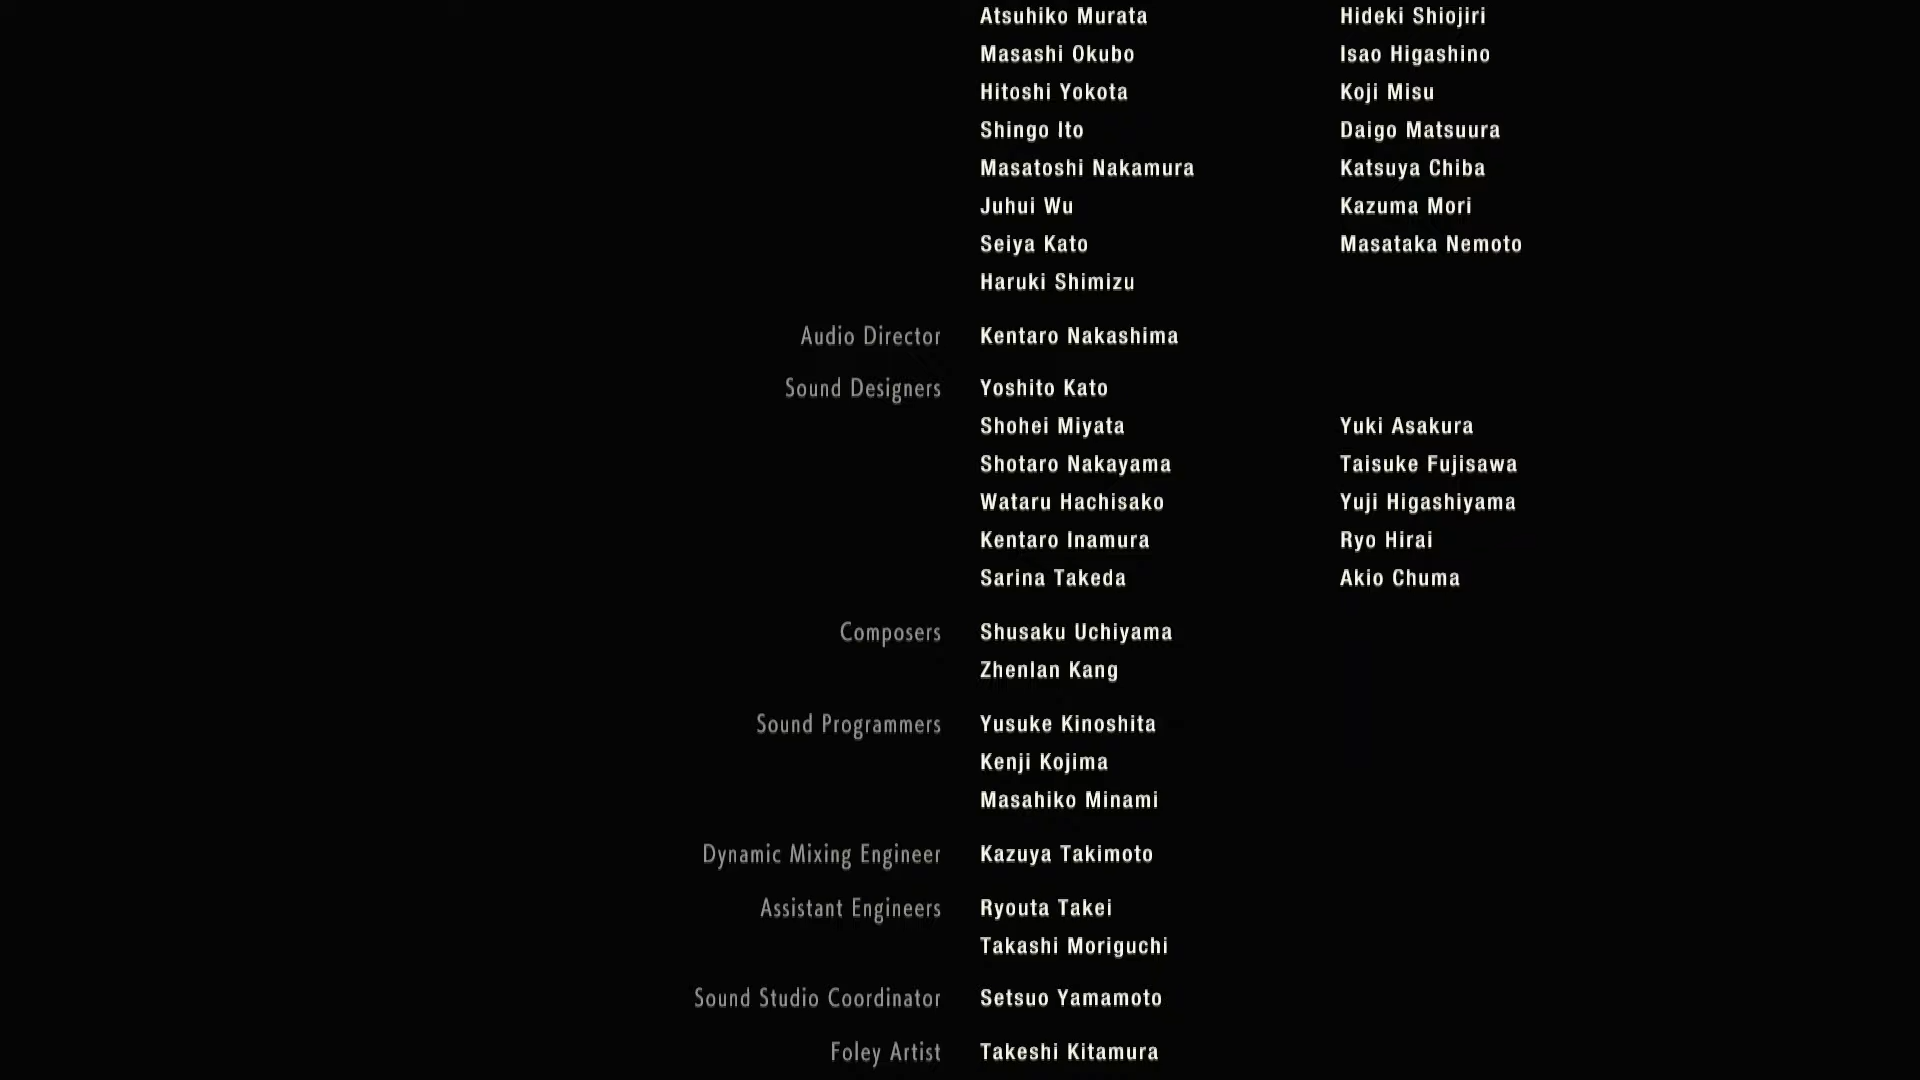 Atsuhiko Murata Hideki Shiojiri
Masashi Okubo Isao Higashino
Hitoshi Yokota Koji Misu
Shingo Ito Daigo Matsuura
Masatoshi Nakamura Katsuya Chiba
Juhui Wu Kazuma Mori
Seiya Kato Masataka Nemoto
Haruki Shimizu
Audio Director Kentaro Nakashima
Sound Designers Yoshito Kato
Shohei Miyata Yuki Asakura
Shotaro Nakayama Taisuke Fujisawa
Wataru Hachisako Yuji Higashiyama
Kentaro Inamura Ryo Hirai
Sarina Takeda Akio Chuma
Composers Shusaku Uchiyama
Zhenlan Kang
Sound Programmers Yusuke Kinoshita
Kenji Kojima
Masahiko Minami
Dynamic Mixing Engineer Kazuya Takimoto
Assistant Engineers Ryouta Takei
Takashi Moriguchi
Sound Studio Coordinator Setsuo Yamamoto
Foley Artist Takeshi Kitamura